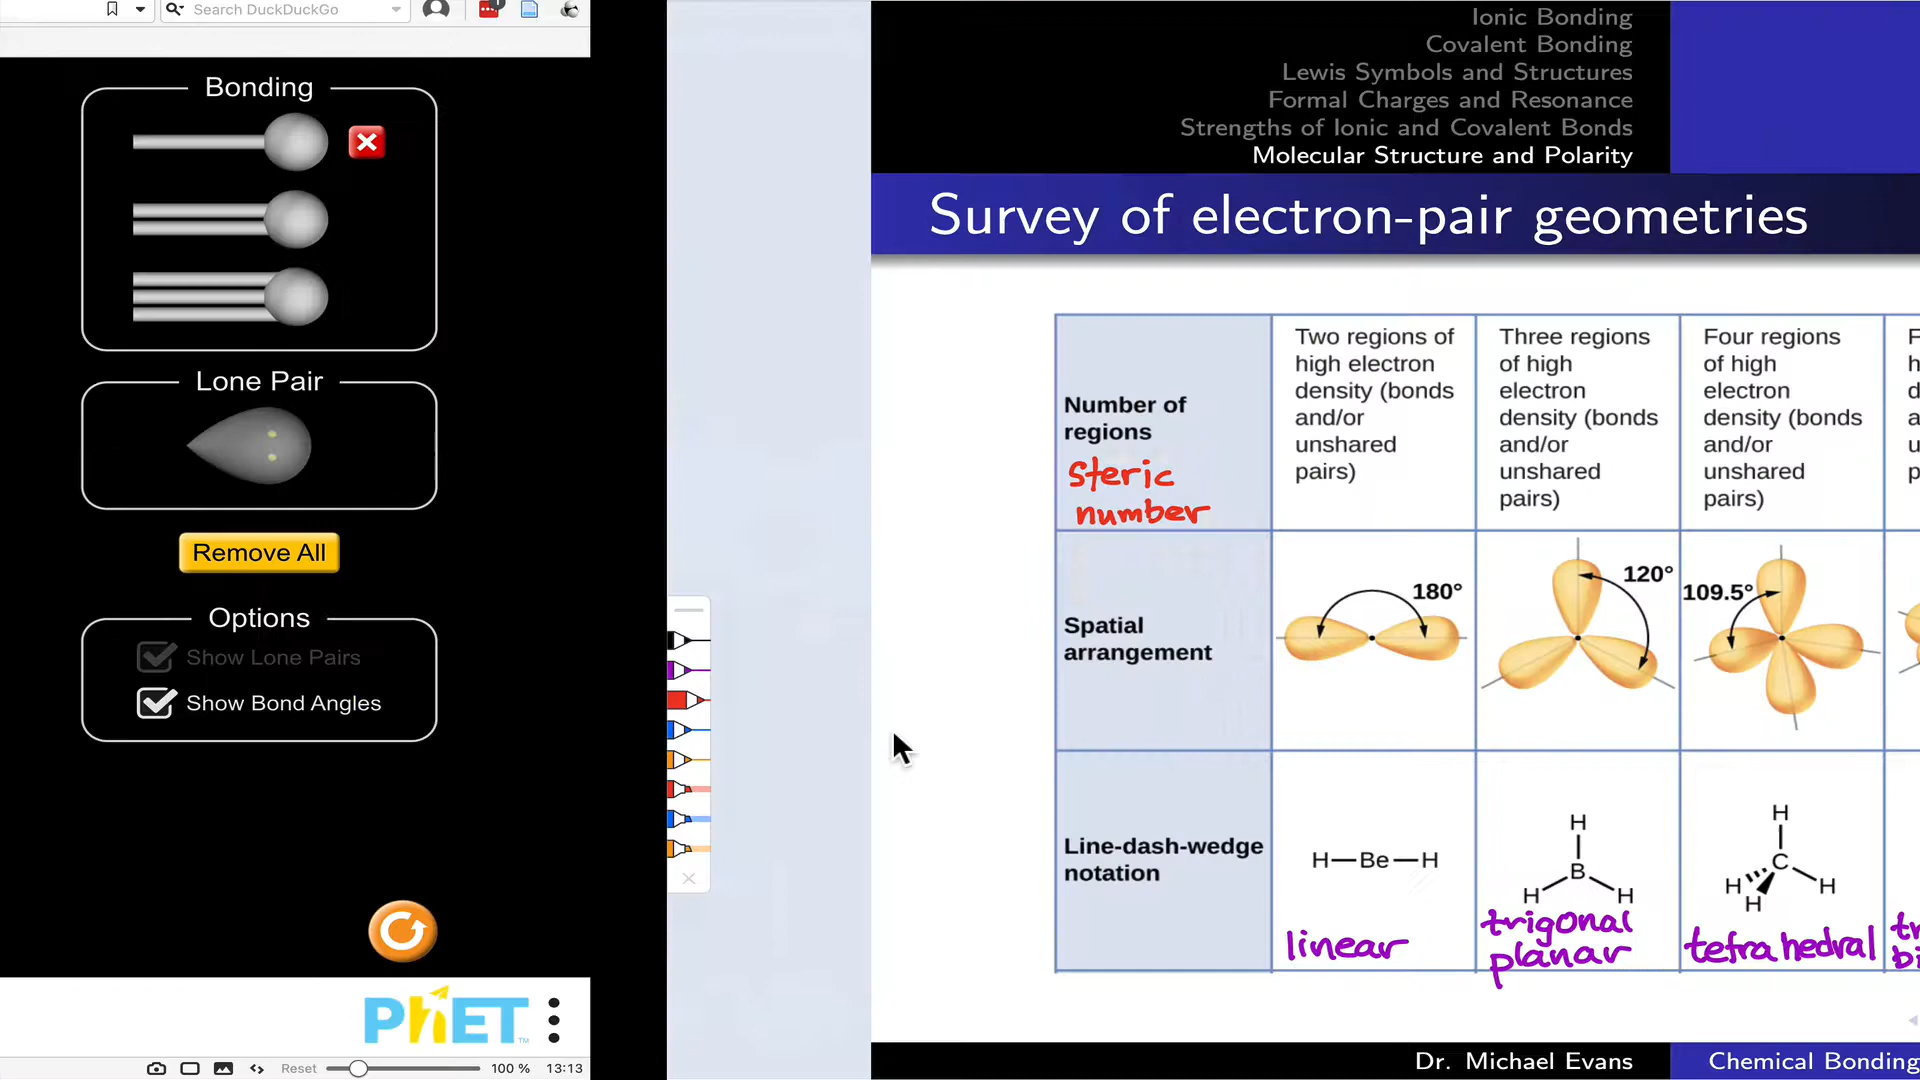 Search DuckDuckGo
Bonding
Lone Pair
Remove All
Options
Show Lone Pairs
Show Bond Angles
PhET
Reset
100 %
13:13
Ionic Bonding
Covalent Bonding
Lewis Symbols and Structures
Formal Charges and Resonance
Strengths of Ionic and Covalent Bonds
Molecular Structure and Polarity
Survey of electron-pair geometries
Number of
regions
steric
number
Two regions of
high electron
density (bonds
and/or
unshared
pairs)
Three regions
of high
electron
density (bonds
and/or
unshared
pairs)
Four regions
of high
electron
density (bonds
and/or
unshared
pairs)
Spatial
arrangement
180°
120°
109.5°
Line-dash-wedge
notation
H—Be—H
linear
H
B
H H
trigonal
planar
H
C
H H
H
tetrahedral
Dr. Michael Evans
Chemical Bonding